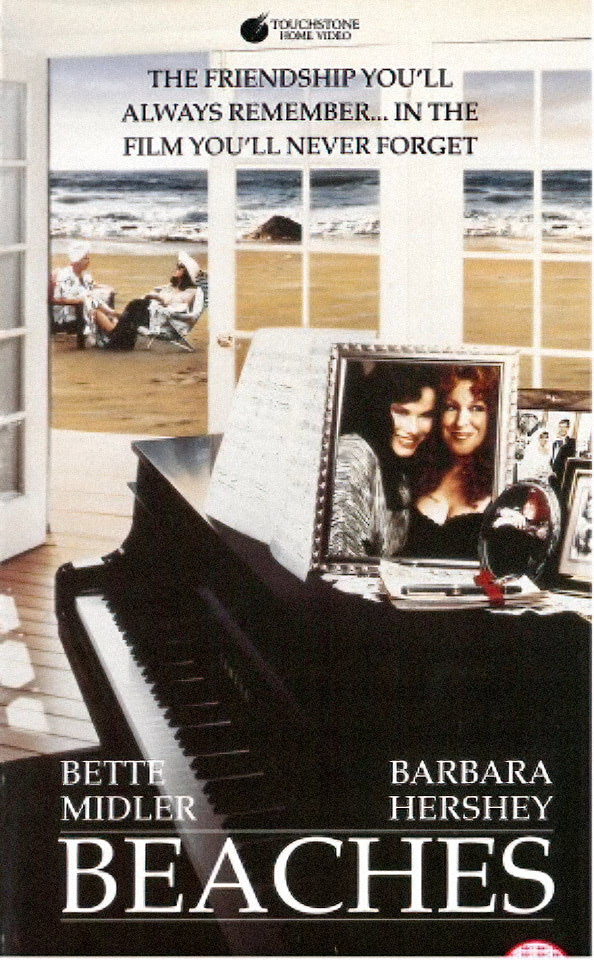 TOUCHSTONE
HOME VIDEO
THE FRIENDSHIP YOU'LL
ALWAYS REMEMBER... IN THE
FILM YOU'LL NEVER FORGET
BETTE
MIDLER
BARBARA
HERSHEY
BEACHES